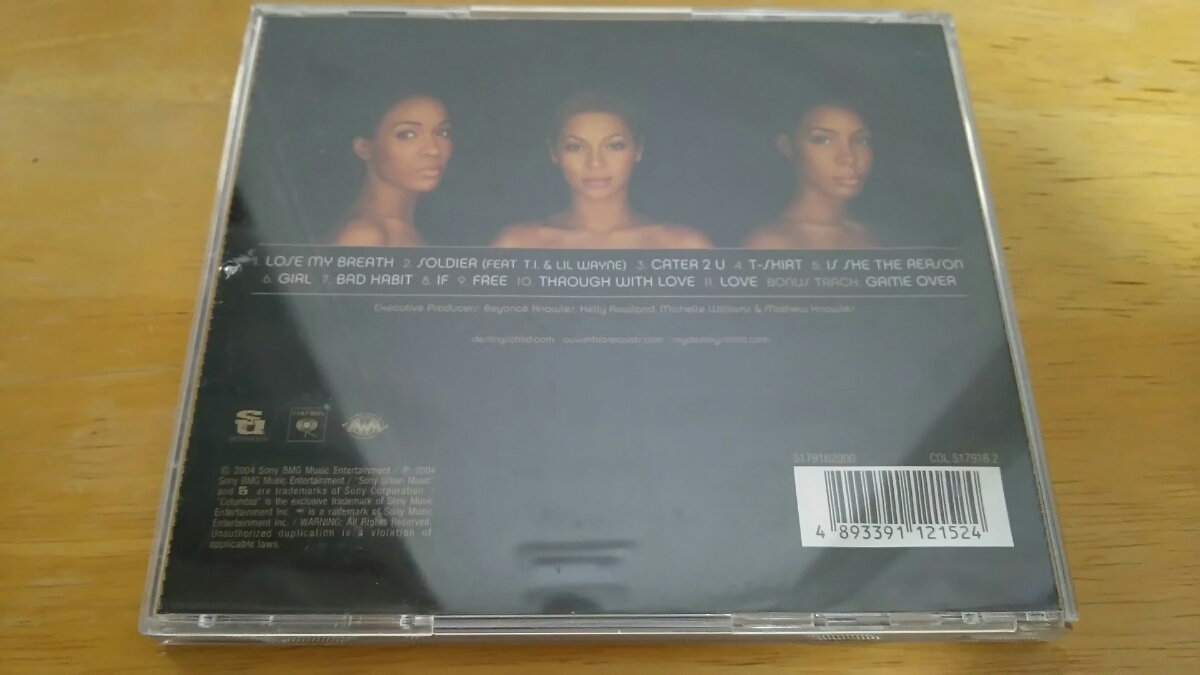 1. LOSE MY BREATH 2. SOLDIER (FEAT. T.I. & LIL WAYNE) 3. CATER 2 U 4. T-SHIRT 5. IS SHE THE REASON
6. GIRL 7. BAD HABIT 8. IF 9. FREE 10. THROUGH WITH LOVE 11. LOVE BONUS TRACK: GAME OVER
Executive Producers: Beyoncé Knowles, Kelly Rowland, Michelle Williams & Mathew Knowles
destinyschild.com columbiarecords.com mydestinyschild.com
SU
COLUMBIA
© 2004 Sony BMG Music Entertainment / ℗ 2004
Sony BMG Music Entertainment / "Sony Urban Music"
and are trademarks of Sony Corporation /
"Columbia" is the exclusive trademark of Sony Music
Entertainment Inc. is a rademark of Sony Music
Entertainment Inc. / WARNING: All Rights Reserved.
Unauthorized duplication is a violation of
applicable laws.
5179162000 COL 517916 2
4 893391 121524